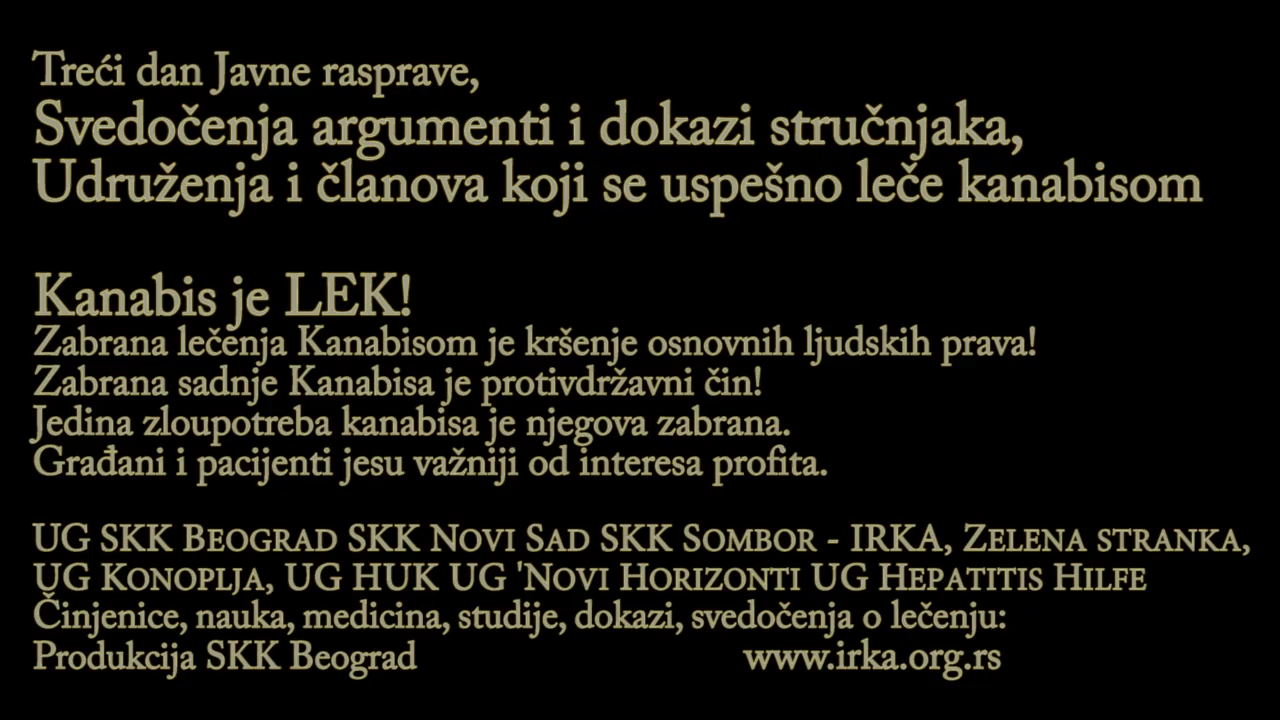 Treći dan Javne rasprave,
Svedočenja argumenti i dokazi stručnjaka,
Udruženja i članova koji se uspešno leče kanabisom
Kanabis je LEK!
Zabrana lečenja Kanabisom je kršenje osnovnih ljudskih prava!
Zabrana sadnje Kanabisa je protivdržavni čin!
Jedina zloupotreba kanabisa je njegova zabrana.
Građani i pacijenti jesu važniji od interesa profita.
UG SKK BEOGRAD SKK NOVI SAD SKK SOMBOR - IRKA, ZELENA STRANKA,
UG KONOPLJA, UG HUK UG 'NOVI HORIZONTI UG HEPATITIS HILFE
Činjenice, nauka, medicina, studije, dokazi, svedočenja o lečenju:
Produkcija SKK Beograd www.irka.org.rs